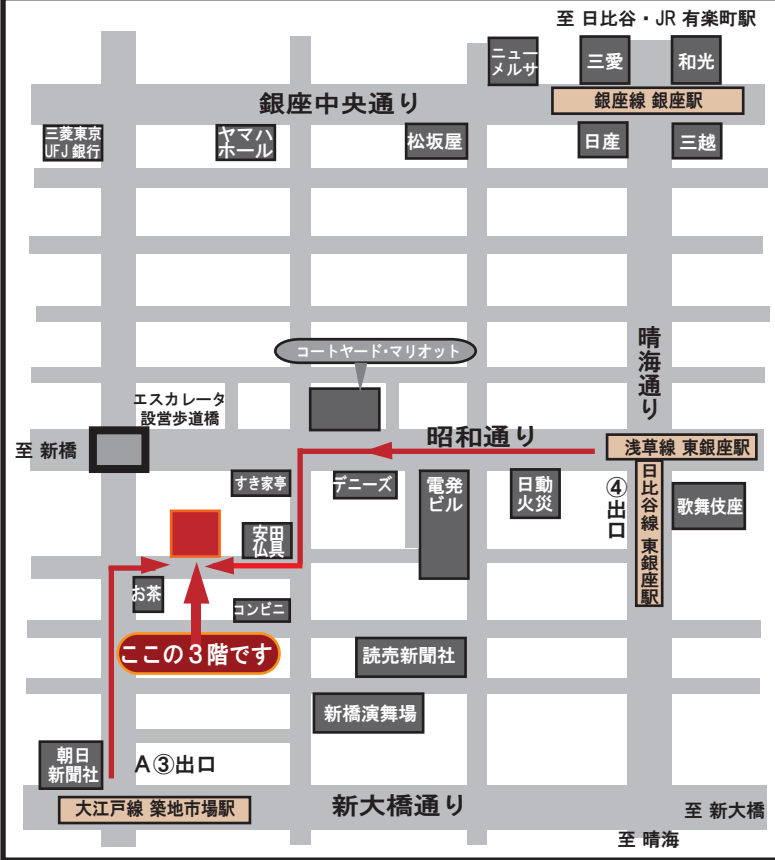 至 日比谷・JR 有楽町駅
ニュー
メルサ
三愛
和光
銀座中央通り
銀座線 銀座駅
三菱東京
UFJ 銀行
ヤマハ
ホール
松坂屋
日産
三越
晴海通り
コートヤード・マリオット
エスカレータ
設営歩道橋
至 新橋
昭和通り
浅草線 東銀座駅
すき家亭
デニーズ
電発
ビル
日動
火災
④出口
日比谷線 東銀座駅
歌舞伎座
安田
仏具
お茶
コンビニ
ここの３階です
読売新聞社
新橋演舞場
朝日
新聞社
A③出口
大江戸線 築地市場駅
新大橋通り
至 新大橋
至 晴海